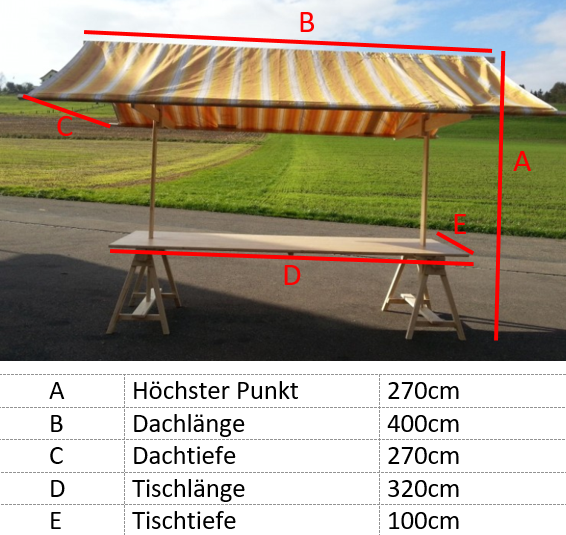 B
C
A
E
D
A Höchster Punkt 270cm
B Dachlänge 400cm
C Dachtiefe 270cm
D Tischlänge 320cm
E Tischtiefe 100cm